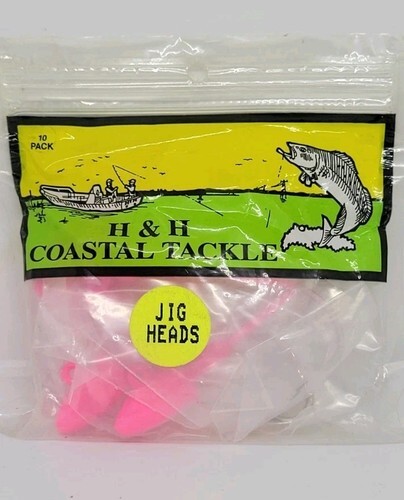 10
PACK
H & H
COASTAL TACKLE
JIG
HEADS